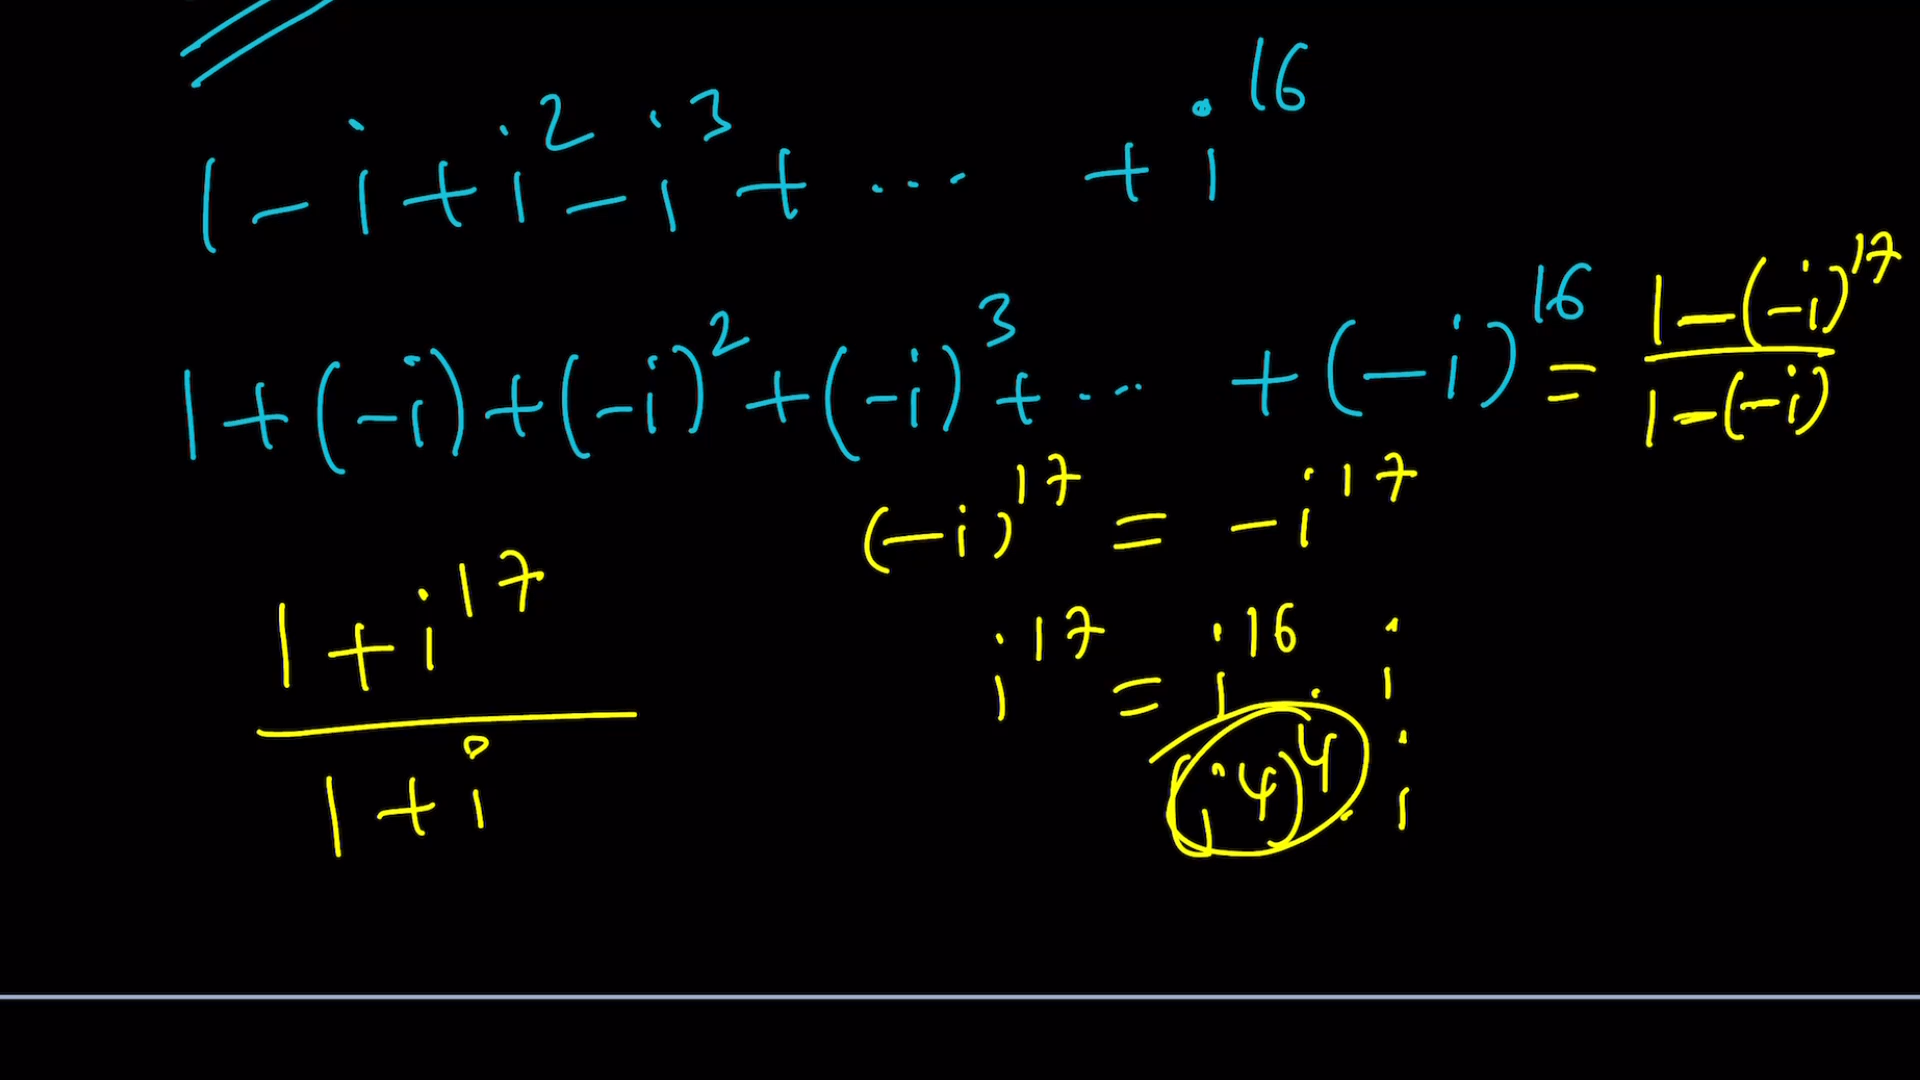 1 - i + i² - i³ + ... + i¹⁶
1 + (-i) + (-i)² + (-i)³ + ... + (-i)¹⁶ = (1 - (-i)¹⁷) / (1 - (-i))
(-i)¹⁷ = -i¹⁷
(1 + i¹⁷) / (1 + i)
i¹⁷ = i¹⁶ · i
(i⁴)⁴ · i